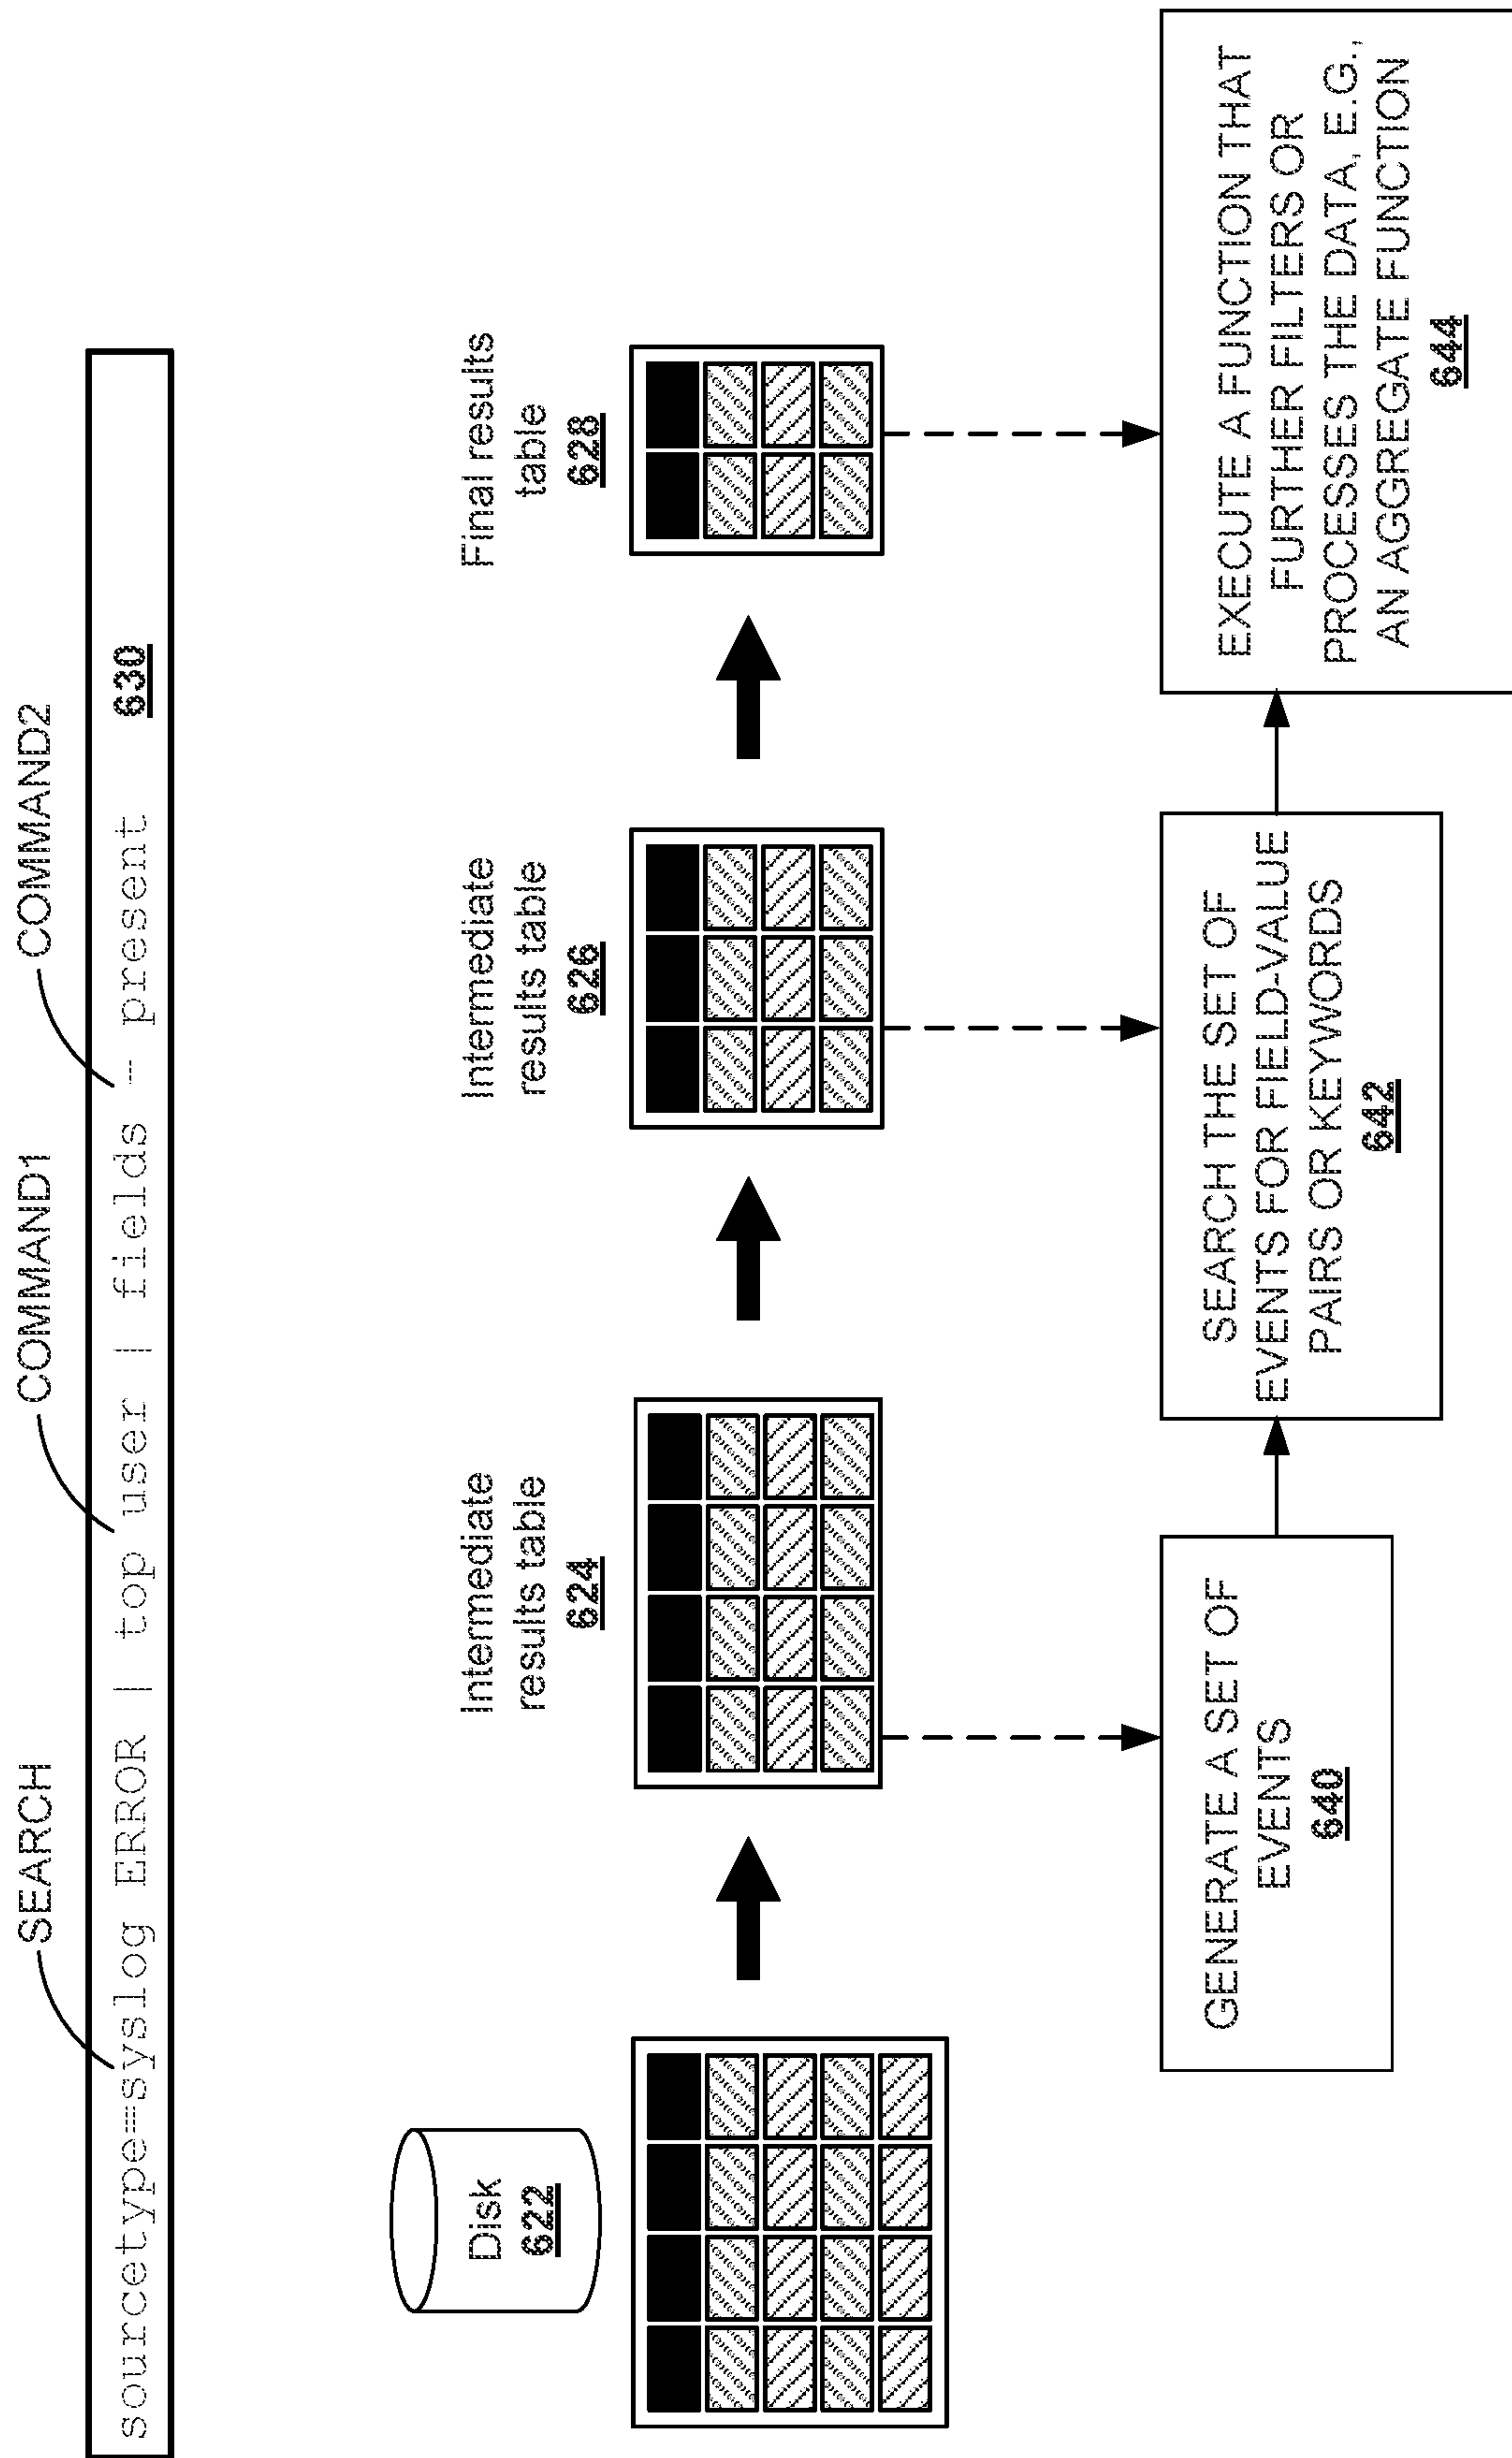 SEARCH
COMMAND1
COMMAND2
sourcetype=syslog ERROR | top user | fields – present 630
Disk
622
Intermediate
results table
624
Intermediate
results table
626
Final results
table
628
GENERATE A SET OF
EVENTS
640
SEARCH THE SET OF
EVENTS FOR FIELD-VALUE
PAIRS OR KEYWORDS
642
EXECUTE A FUNCTION THAT
FURTHER FILTERS OR
PROCESSES THE DATA, E.G.,
AN AGGREGATE FUNCTION
644